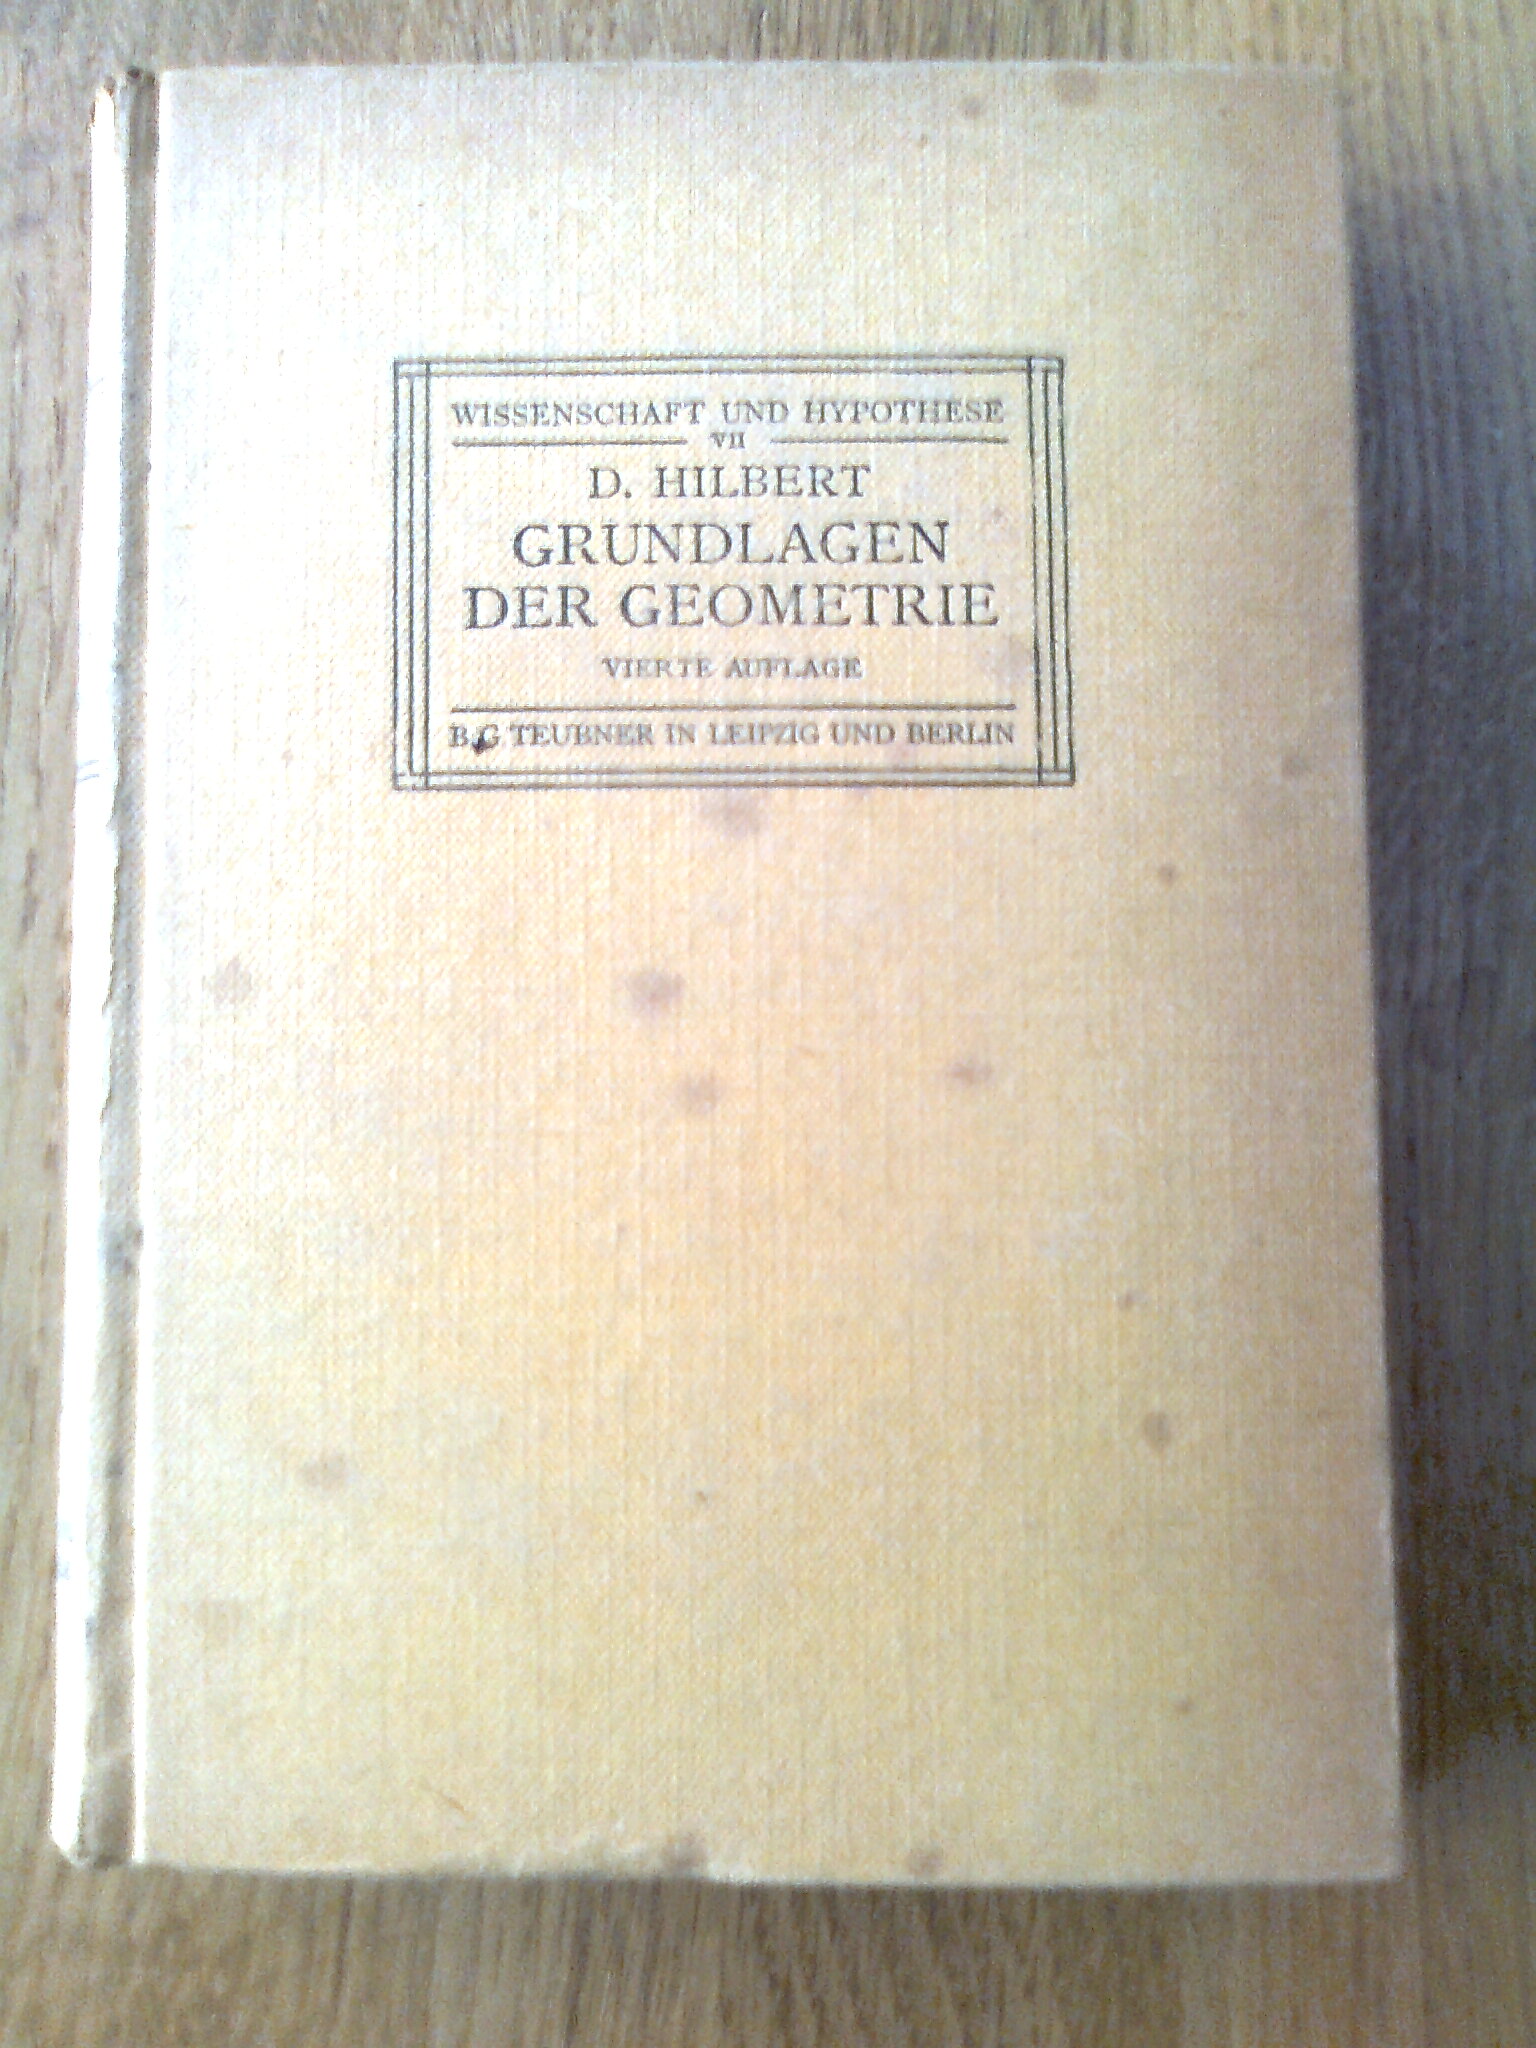 WISSENSCHAFT UND HYPOTHESE
VII
D. HILBERT
GRUNDLAGEN
DER GEOMETRIE
VIERTE AUFLAGE
B. G. TEUBNER IN LEIPZIG UND BERLIN